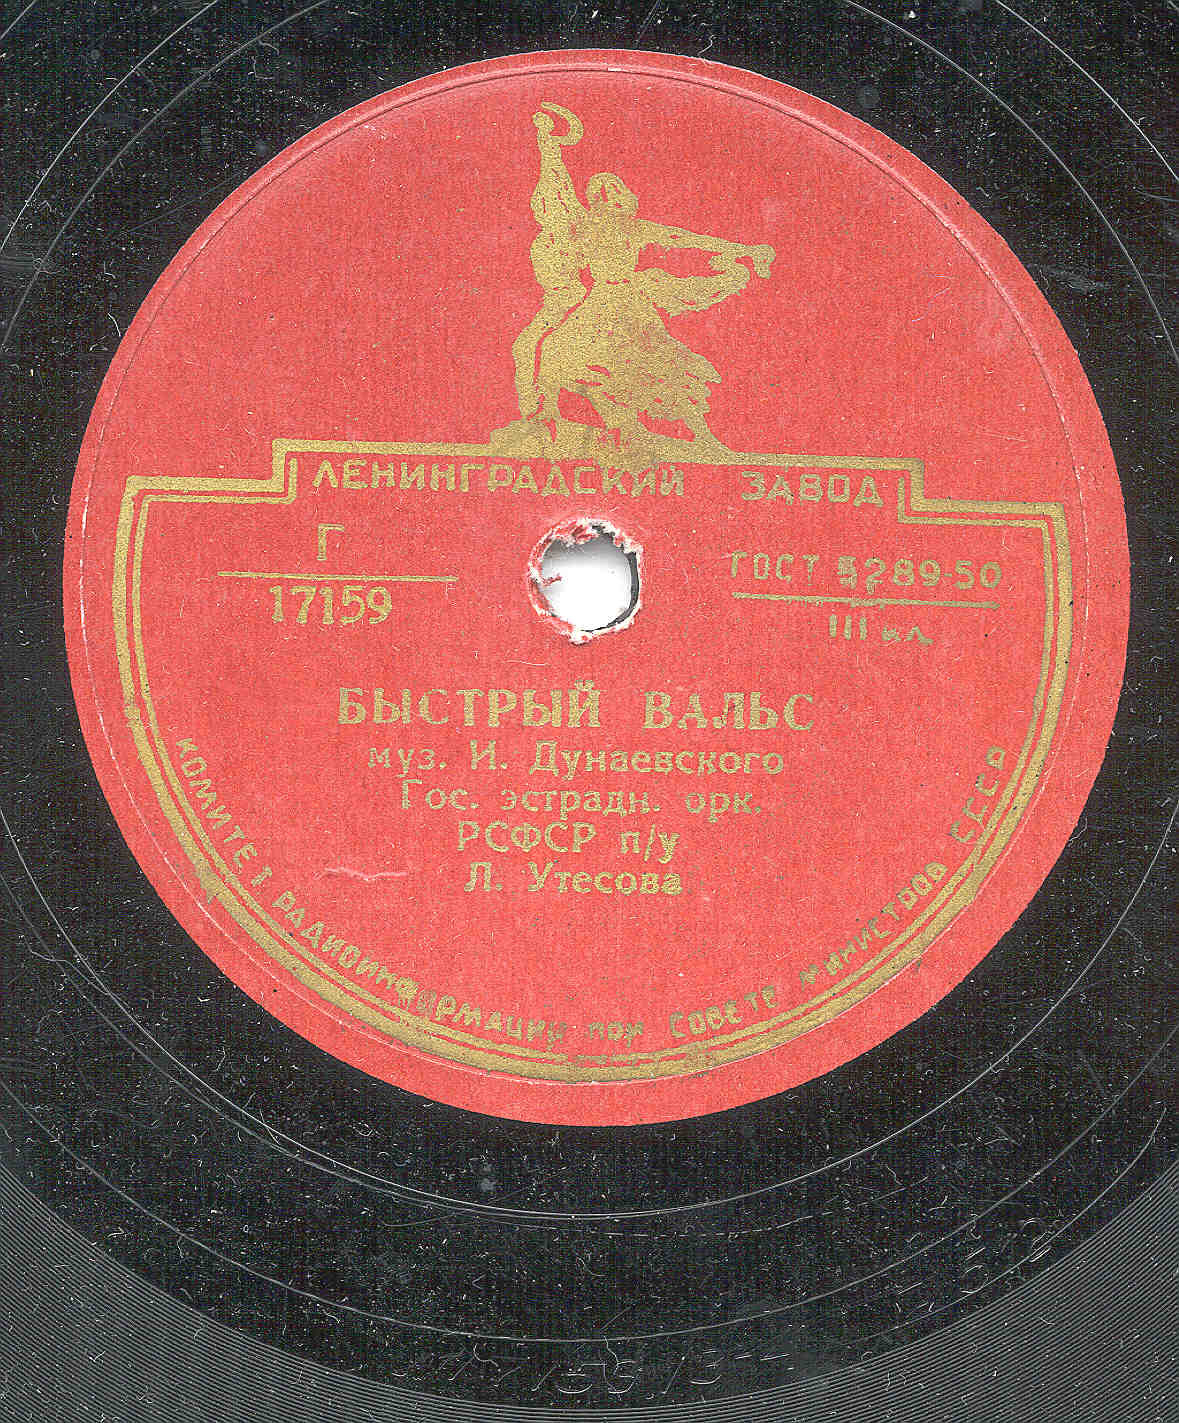 ЛЕНИНГРАДСКИЙ ЗАВОД
Г
17159
ГОСТ 5289-50
III кл.
БЫСТРЫЙ ВАЛЬС
муз. И. Дунаевского
Гос. эстрадн. орк.
РСФСР п/у
Л. Утесова
КОМИТЕТ РАДИОИНФОРМАЦИИ ПРИ СОВЕТЕ МИНИСТРОВ СССР